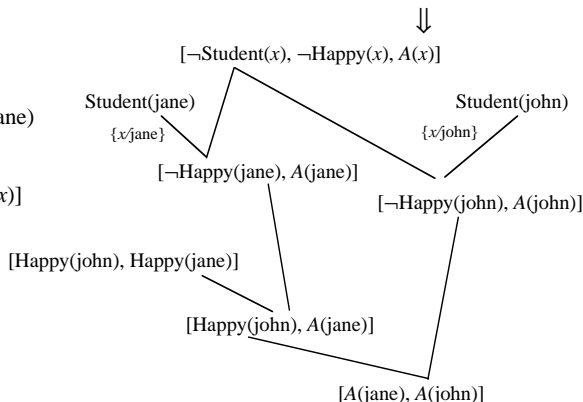 ⇓
[¬Student(x), ¬Happy(x), A(x)]
Student(jane)
Student(john)
ane)
{x/jane}
{x/john}
[¬Happy(jane), A(jane)]
x)]
[¬Happy(john), A(john)]
[Happy(john), Happy(jane)]
[Happy(john), A(jane)]
[A(jane), A(john)]